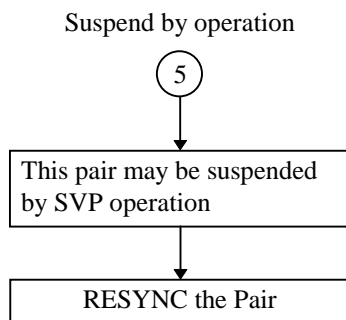 Suspend by operation
5
This pair may be suspended
by SVP operation
RESYNC the Pair